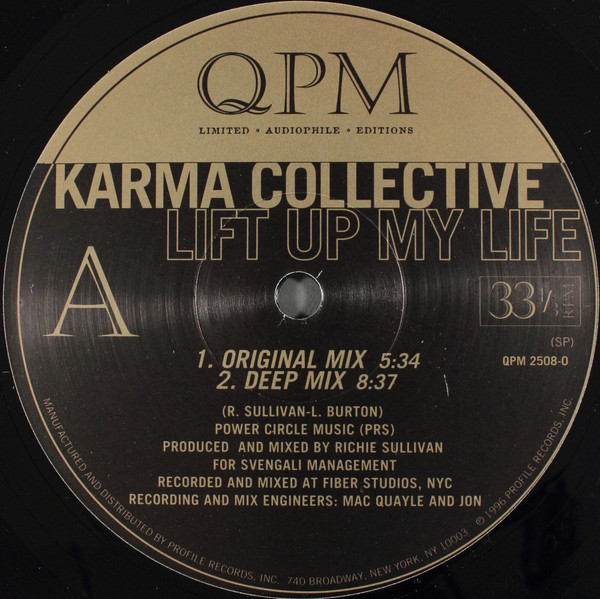 QPM
LIMITED • AUDIOPHILE • EDITIONS
KARMA COLLECTIVE
LIFT UP MY LIFE
A
33 1/3 RPM
(SP)
QPM 2508-0
1. ORIGINAL MIX 5:34
2. DEEP MIX 8:37
(R. SULLIVAN-L. BURTON)
POWER CIRCLE MUSIC (PRS)
PRODUCED AND MIXED BY RICHIE SULLIVAN
FOR SVENGALI MANAGEMENT
RECORDED AND MIXED AT FIBER STUDIOS, NYC
RECORDING AND MIX ENGINEERS: MAC QUAYLE AND JON
MANUFACTURED AND DISTRIBUTED BY PROFILE RECORDS, INC. 740 BROADWAY, NEW YORK, NY 10003 ℗©1996 PROFILE RECORDS, INC.